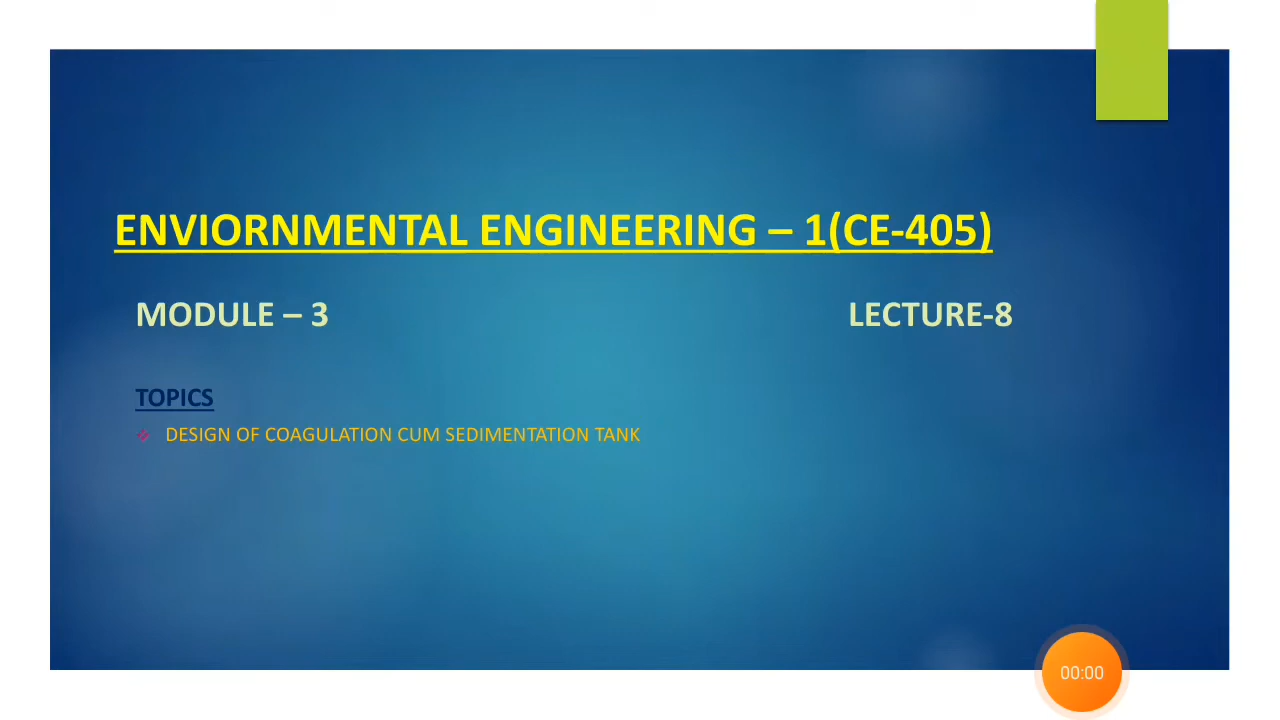 ENVIORNMENTAL ENGINEERING – 1(CE-405)
MODULE – 3 LECTURE-8
TOPICS
❖ DESIGN OF COAGULATION CUM SEDIMENTATION TANK
00:00